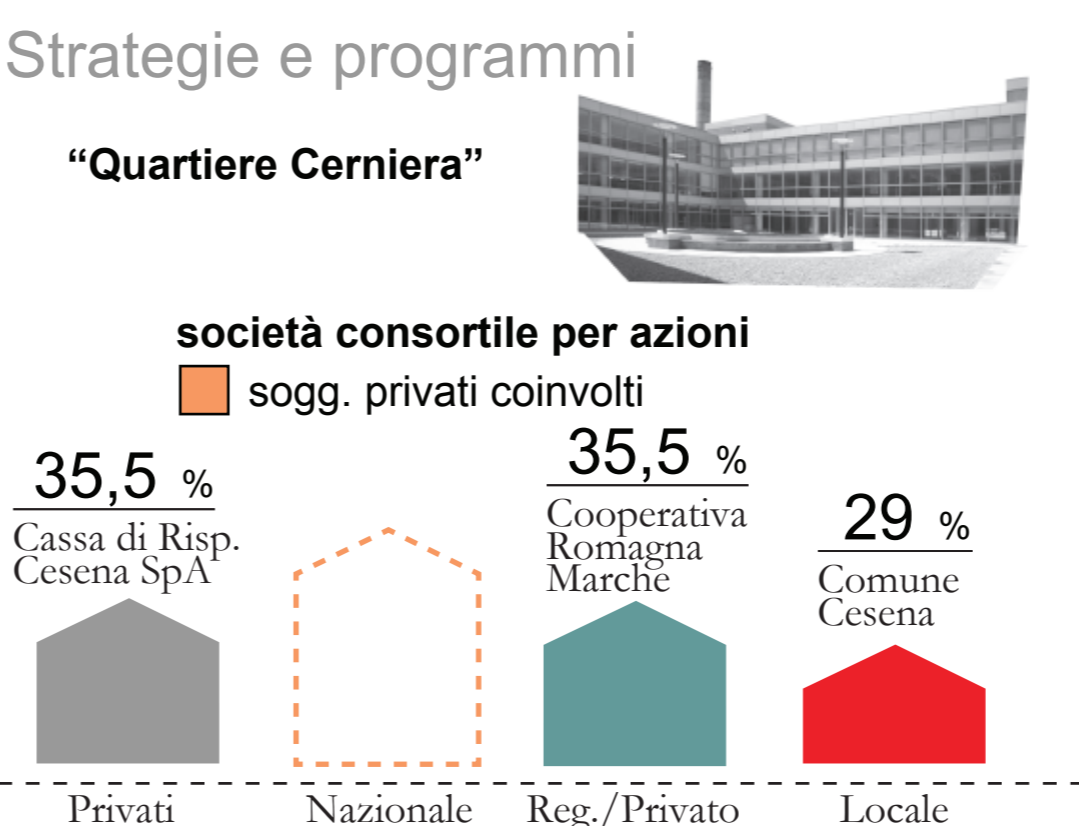 Strategie e programmi
“Quartiere Cerniera”
società consortile per azioni
sogg. privati coinvolti
35,5 %
Cassa di Risp.
Cesena SpA
35,5 %
Cooperativa
Romagna
Marche
29 %
Comune
Cesena
Privati
Nazionale
Reg./Privato
Locale